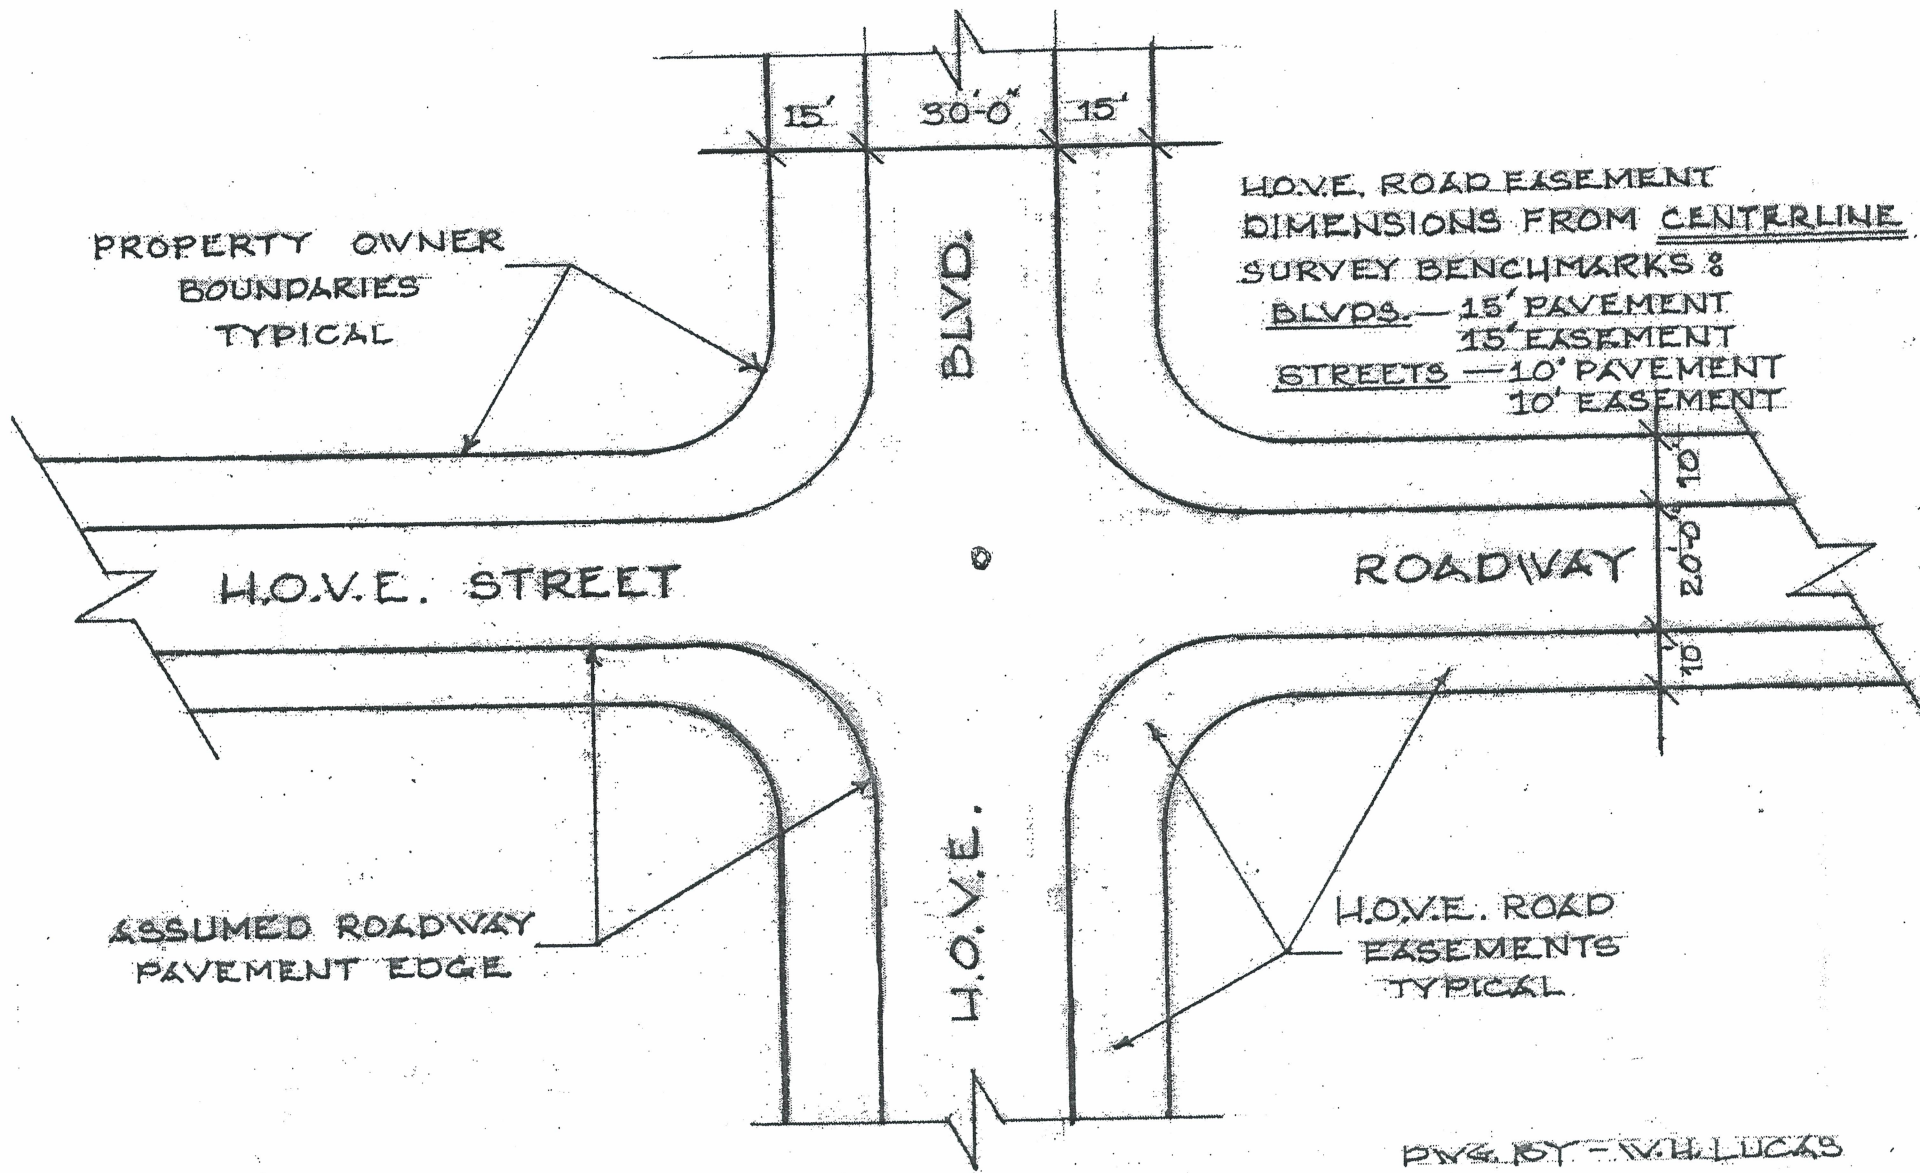 15' 30'-0" 15'
H.O.V.E. ROAD EASEMENT
DIMENSIONS FROM CENTERLINE
SURVEY BENCHMARKS:
BLVDS. — 15' PAVEMENT
15' EASEMENT
STREETS — 10' PAVEMENT
10' EASEMENT
PROPERTY OWNER
BOUNDARIES
TYPICAL
BLVD.
10'
20'-0"
10'
H.O.V.E. STREET
ROADWAY
H.O.V.E.
ASSUMED ROADWAY
PAVEMENT EDGE
H.O.V.E. ROAD
EASEMENTS
TYPICAL
DWG. BY - W.H. LUCAS